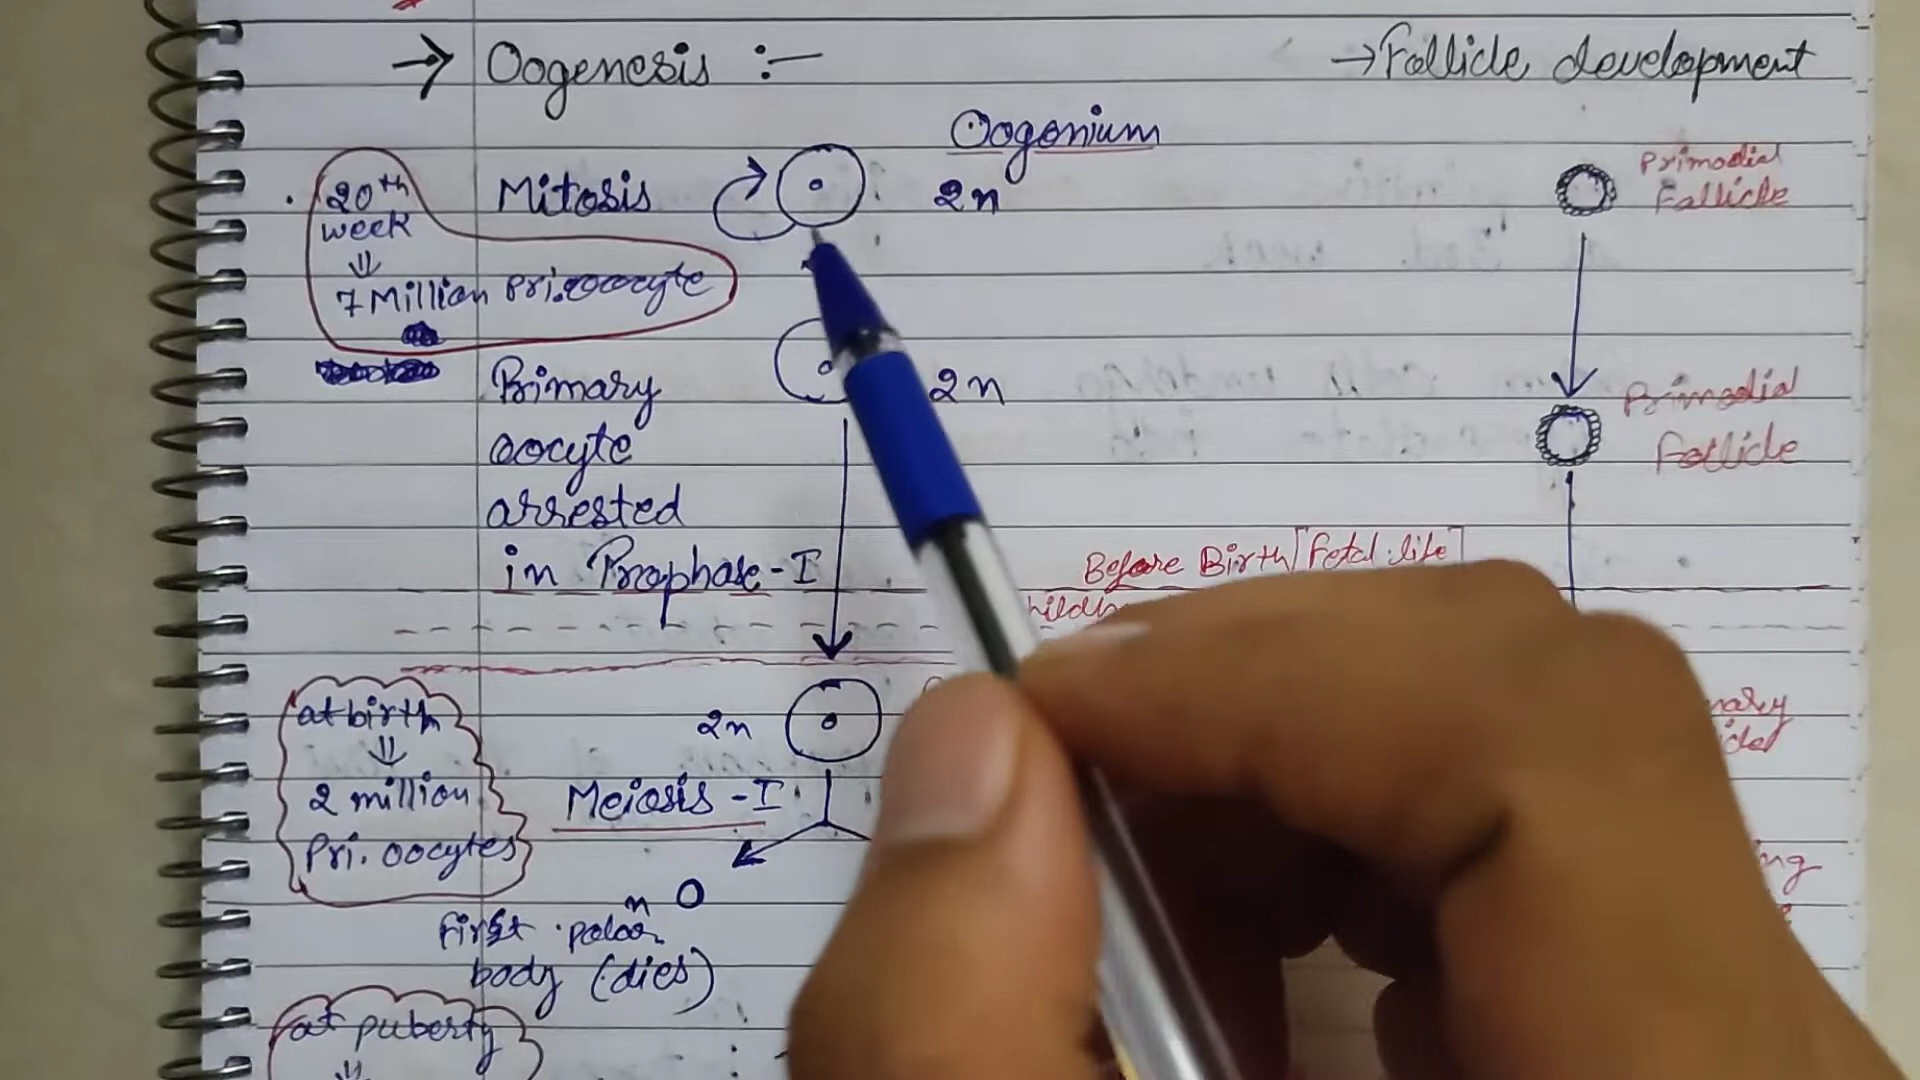 → Oogenesis :-
→ Follicle development
Oogonium
20th
week
⇓
7 Million Pri.oocyte
Mitosis
2n
Primodial
Follicle
Primary
oocyte
arrested
in Prophase-I
2n
Primodial
Follicle
Before Birth [Fetal life]
at birth
⇓
2 million
Pri. oocytes
2n
Meiosis -I
n
First polar
body (dies)
at puberty
⇓